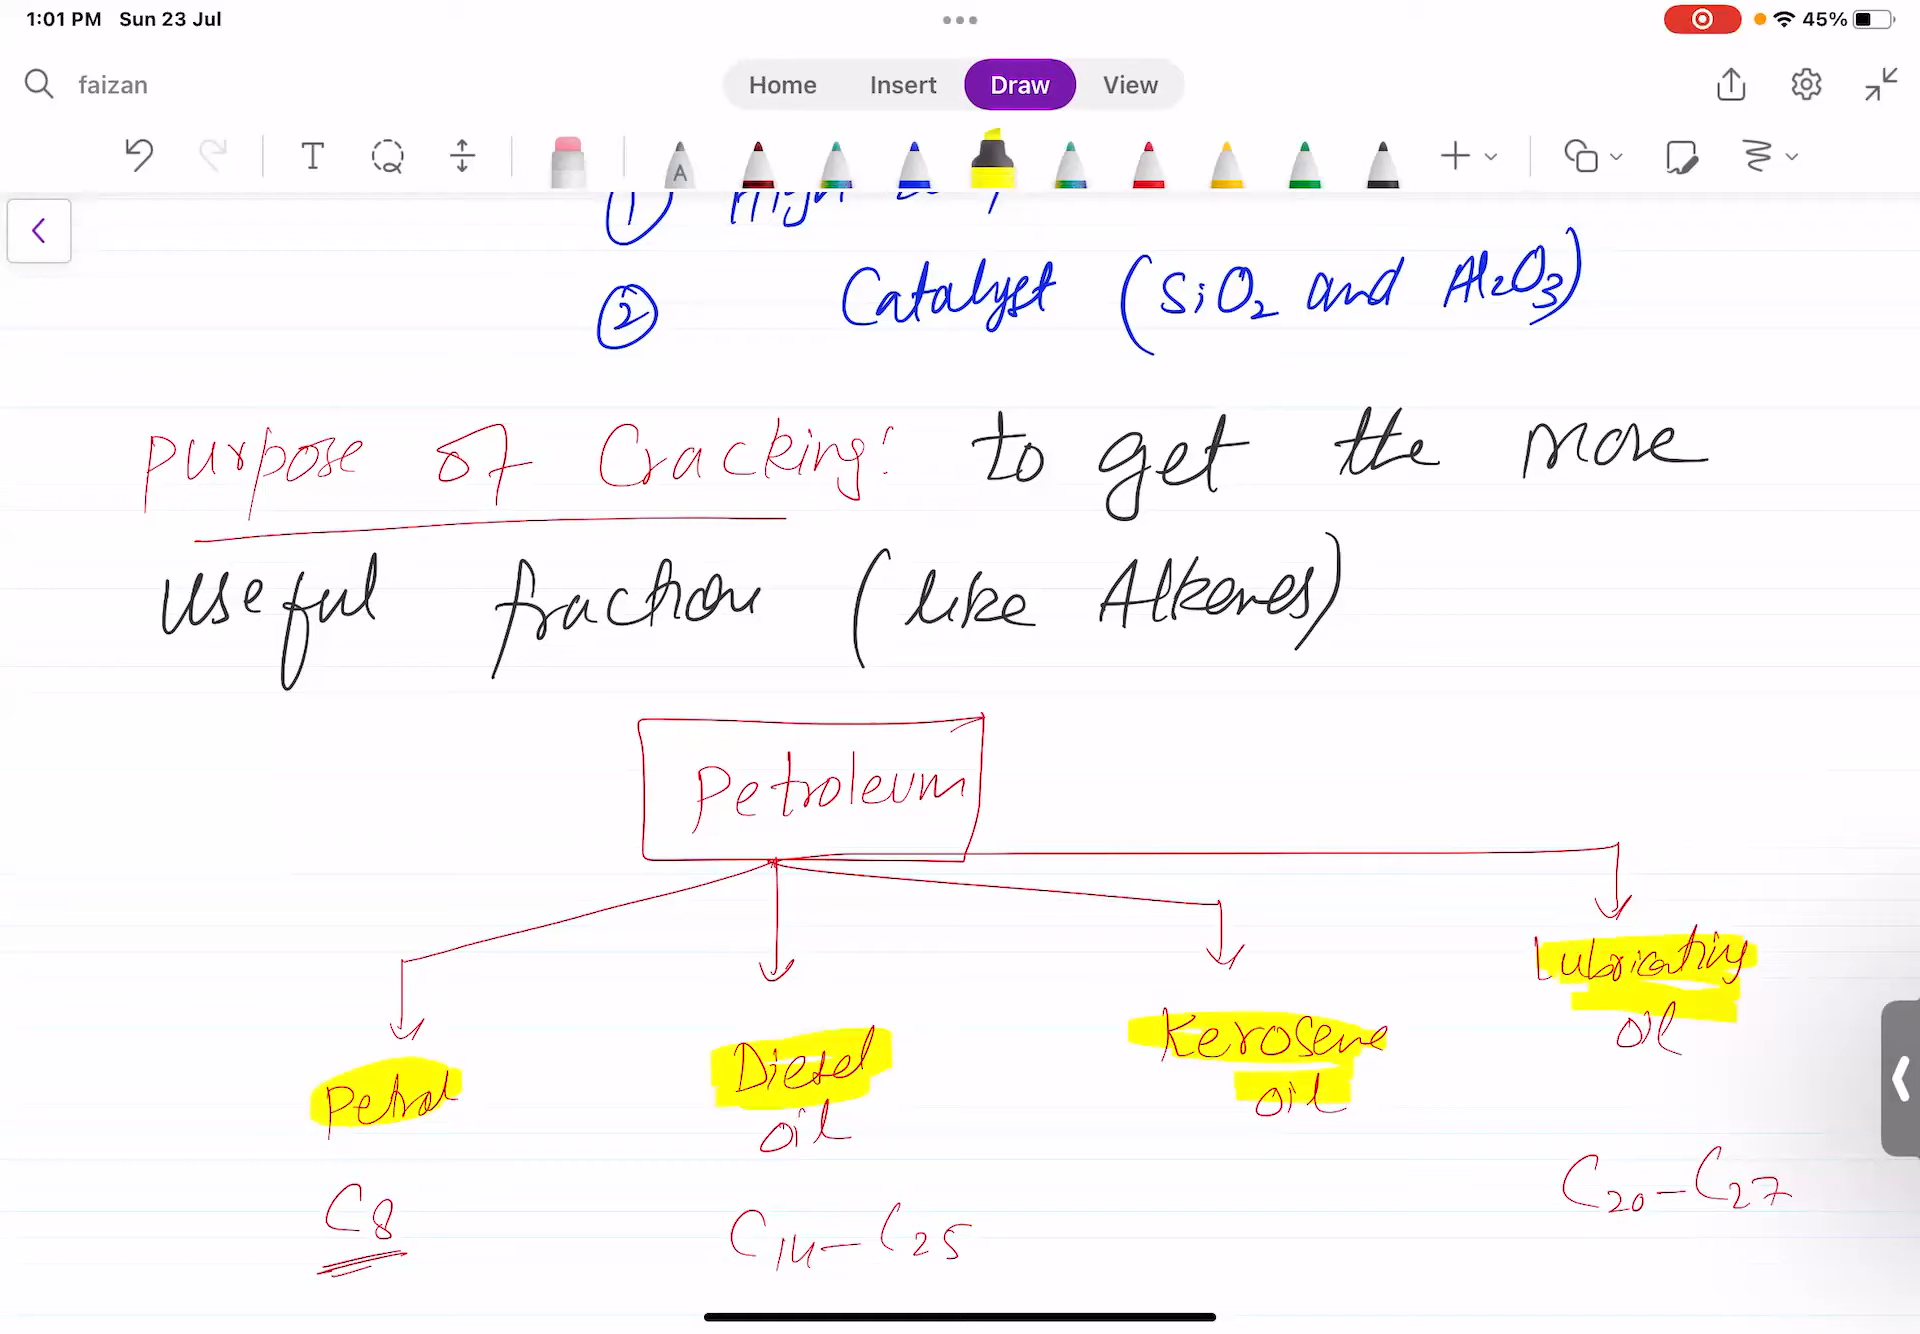 1:01 PM Sun 23 Jul
45%
faizan
Home Insert Draw View
T
A
① High
② Catalyst (SiO₂ and Al₂O₃)
Purpose of Cracking: to get the more
useful fraction (like Alkenes)
Petroleum
Petrol
Diesel
oil
Kerosene
oil
Lubricating
oil
C₈
C₁₄-C₂₅
C₂₀-C₂₇